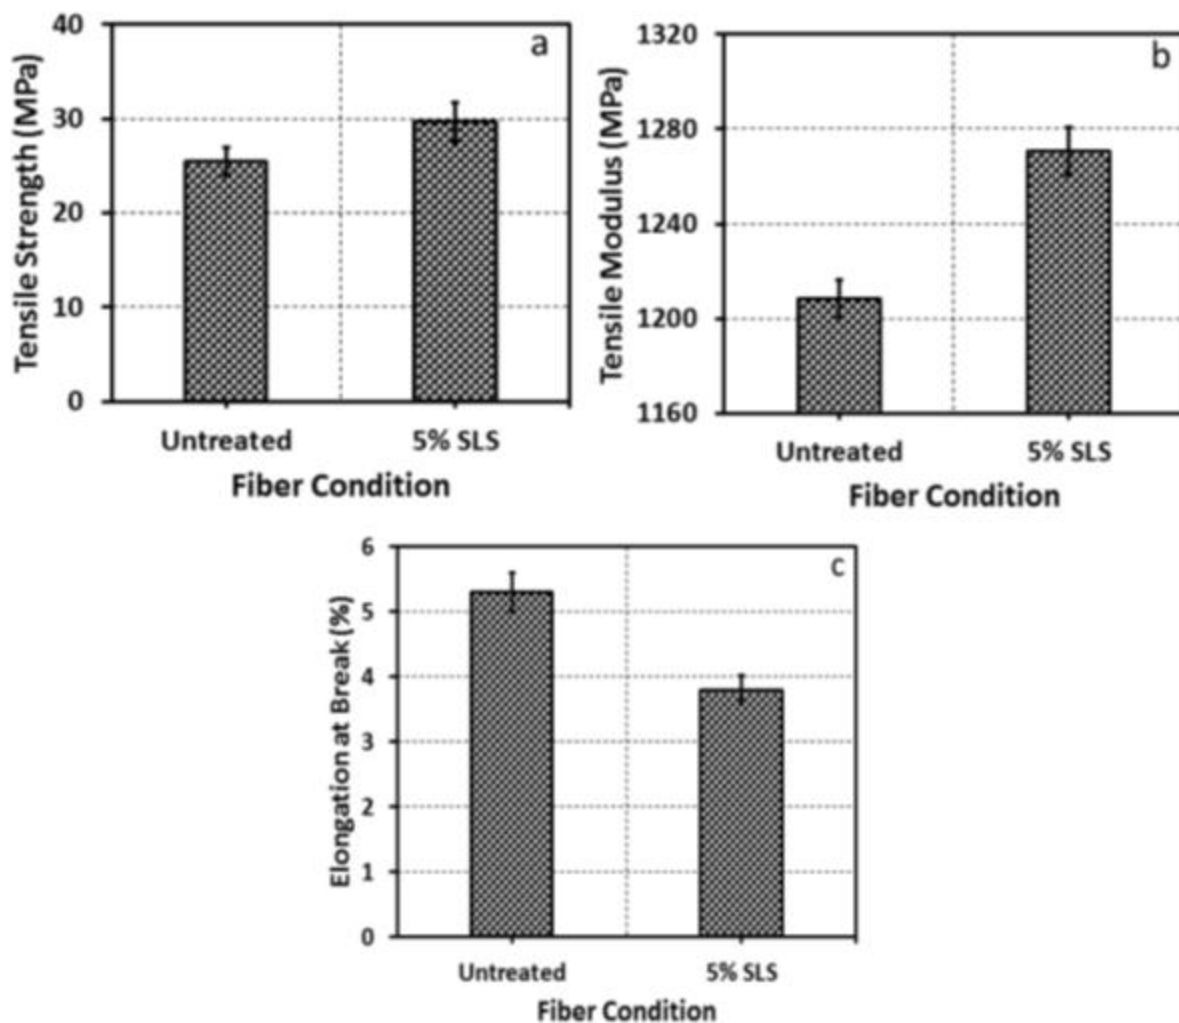 a
Tensile Strength (MPa)
40
30
20
10
0
Untreated 5% SLS
Fiber Condition
b
Tensile Modulus (MPa)
1320
1280
1240
1200
1160
Untreated 5% SLS
Fiber Condition
c
Elongation at Break (%)
6
5
4
3
2
1
0
Untreated 5% SLS
Fiber Condition